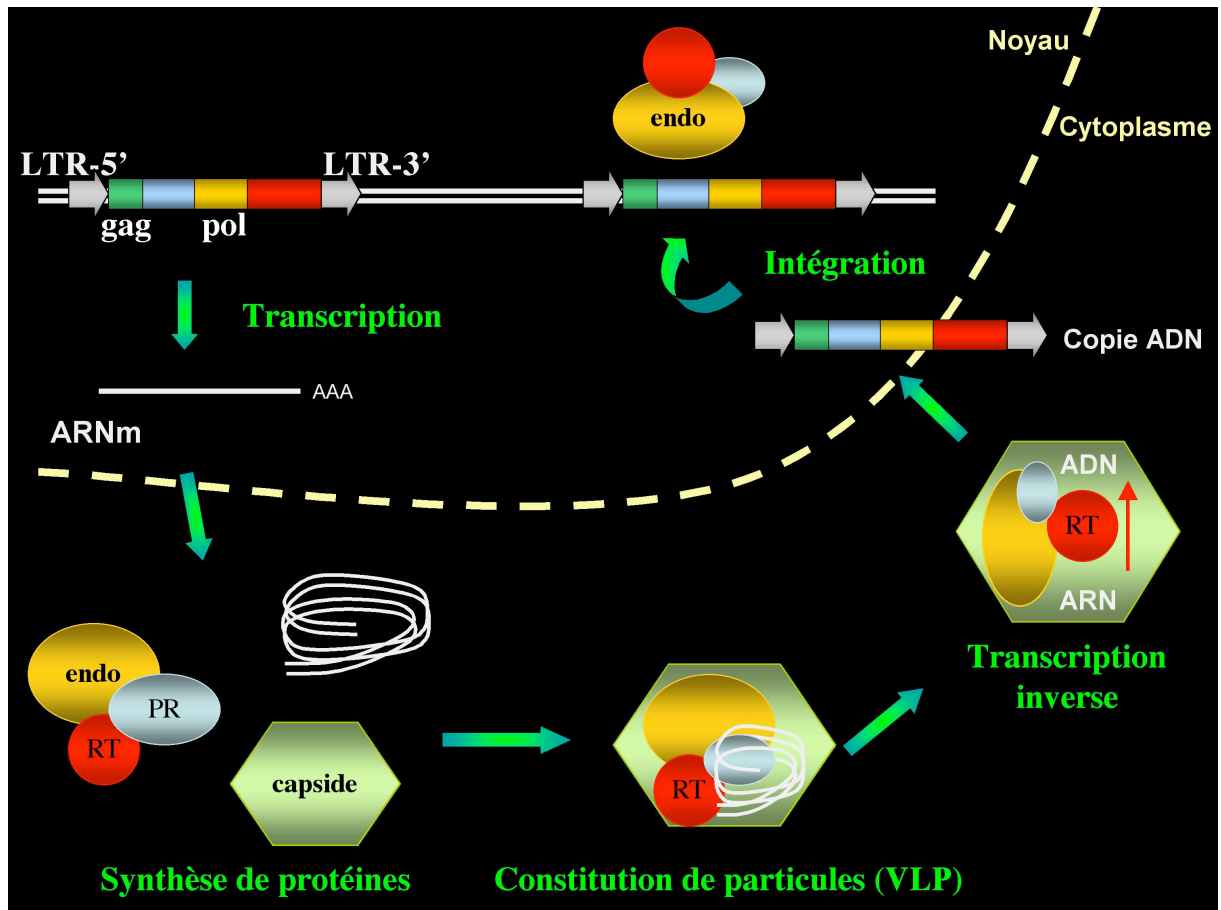 Noyau
Cytoplasme
endo
LTR-5’ LTR-3’
gag pol
Intégration
Transcription
Copie ADN
AAA
ARNm
ADN
RT
ARN
Transcription
inverse
endo
PR
RT
capside
RT
Synthèse de protéines
Constitution de particules (VLP)